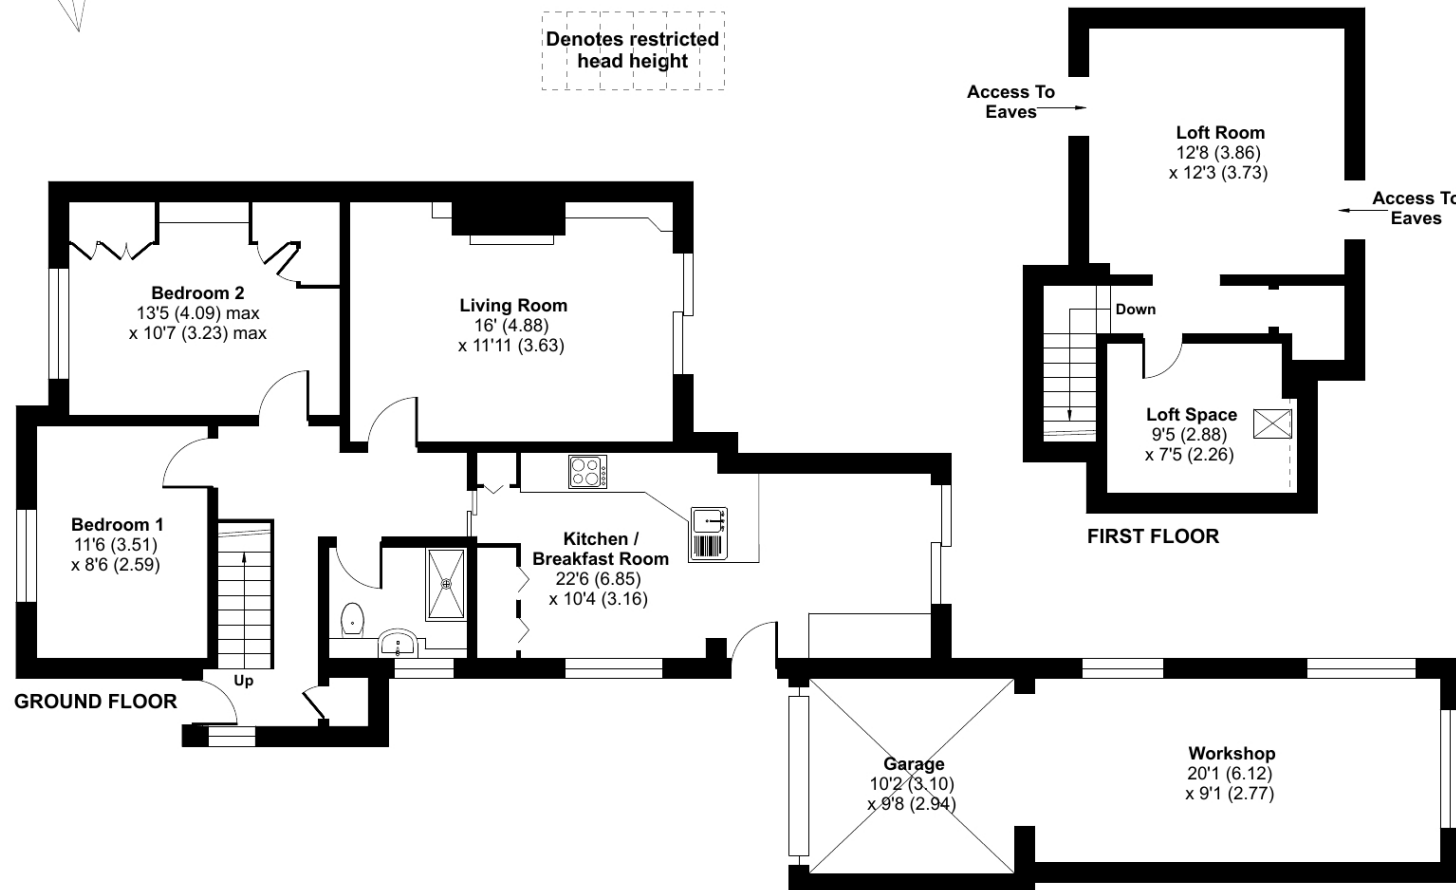 Denotes restricted
head height
Access To
Eaves
Loft Room
12'8 (3.86)
x 12'3 (3.73)
Access To
Eaves
Down
Loft Space
9'5 (2.88)
x 7'5 (2.26)
FIRST FLOOR
Bedroom 2
13'5 (4.09) max
x 10'7 (3.23) max
Living Room
16' (4.88)
x 11'11 (3.63)
Bedroom 1
11'6 (3.51)
x 8'6 (2.59)
Kitchen /
Breakfast Room
22'6 (6.85)
x 10'4 (3.16)
Up
GROUND FLOOR
Garage
10'2 (3.10)
x 9'8 (2.94)
Workshop
20'1 (6.12)
x 9'1 (2.77)